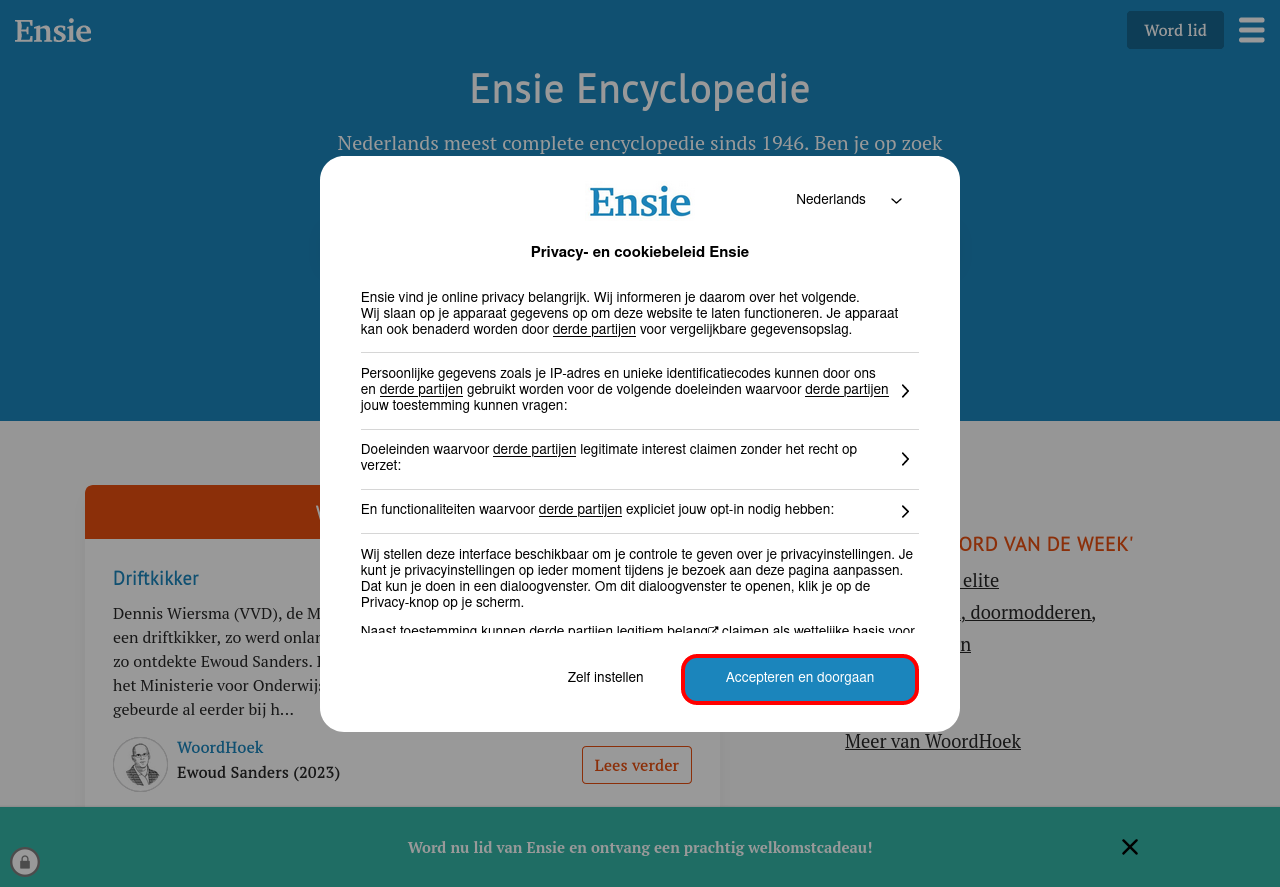 Ensie
Word lid
Ensie Encyclopedie
Nederlands meest complete encyclopedie sinds 1946. Ben je op zoek
Ensie
Nederlands
Privacy- en cookiebeleid Ensie
Ensie vind je online privacy belangrijk. Wij informeren je daarom over het volgende.
Wij slaan op je apparaat gegevens op om deze website te laten functioneren. Je apparaat
kan ook benaderd worden door derde partijen voor vergelijkbare gegevensopslag.
Persoonlijke gegevens zoals je IP-adres en unieke identificatiecodes kunnen door ons
en derde partijen gebruikt worden voor de volgende doeleinden waarvoor derde partijen
jouw toestemming kunnen vragen:
Doeleinden waarvoor derde partijen legitimate interest claimen zonder het recht op
verzet:
En functionaliteiten waarvoor derde partijen expliciet jouw opt-in nodig hebben:
Wij stellen deze interface beschikbaar om je controle te geven over je privacyinstellingen. Je
kunt je privacyinstellingen op ieder moment tijdens je bezoek aan deze pagina aanpassen.
Dat kun je doen in een dialoogvenster. Om dit dialoogvenster te openen, klik je op de
Privacy-knop op je scherm.
Naast toestemming kunnen derde partijen legitiem belang claimen als wettelijke basis voor
Zelf instellen
Accepteren en doorgaan
Driftkikker
Dennis Wiersma (VVD), de M
een driftkikker, zo werd onlan
zo ontdekte Ewoud Sanders.
het Ministerie voor Onderwijs
gebeurde al eerder bij h...
WoordHoek
Ewoud Sanders (2023)
Lees verder
ORD VAN DE WEEK'
elite
, doormodderen,
n
Meer van WoordHoek
Word nu lid van Ensie en ontvang een prachtig welkomstcadeau!